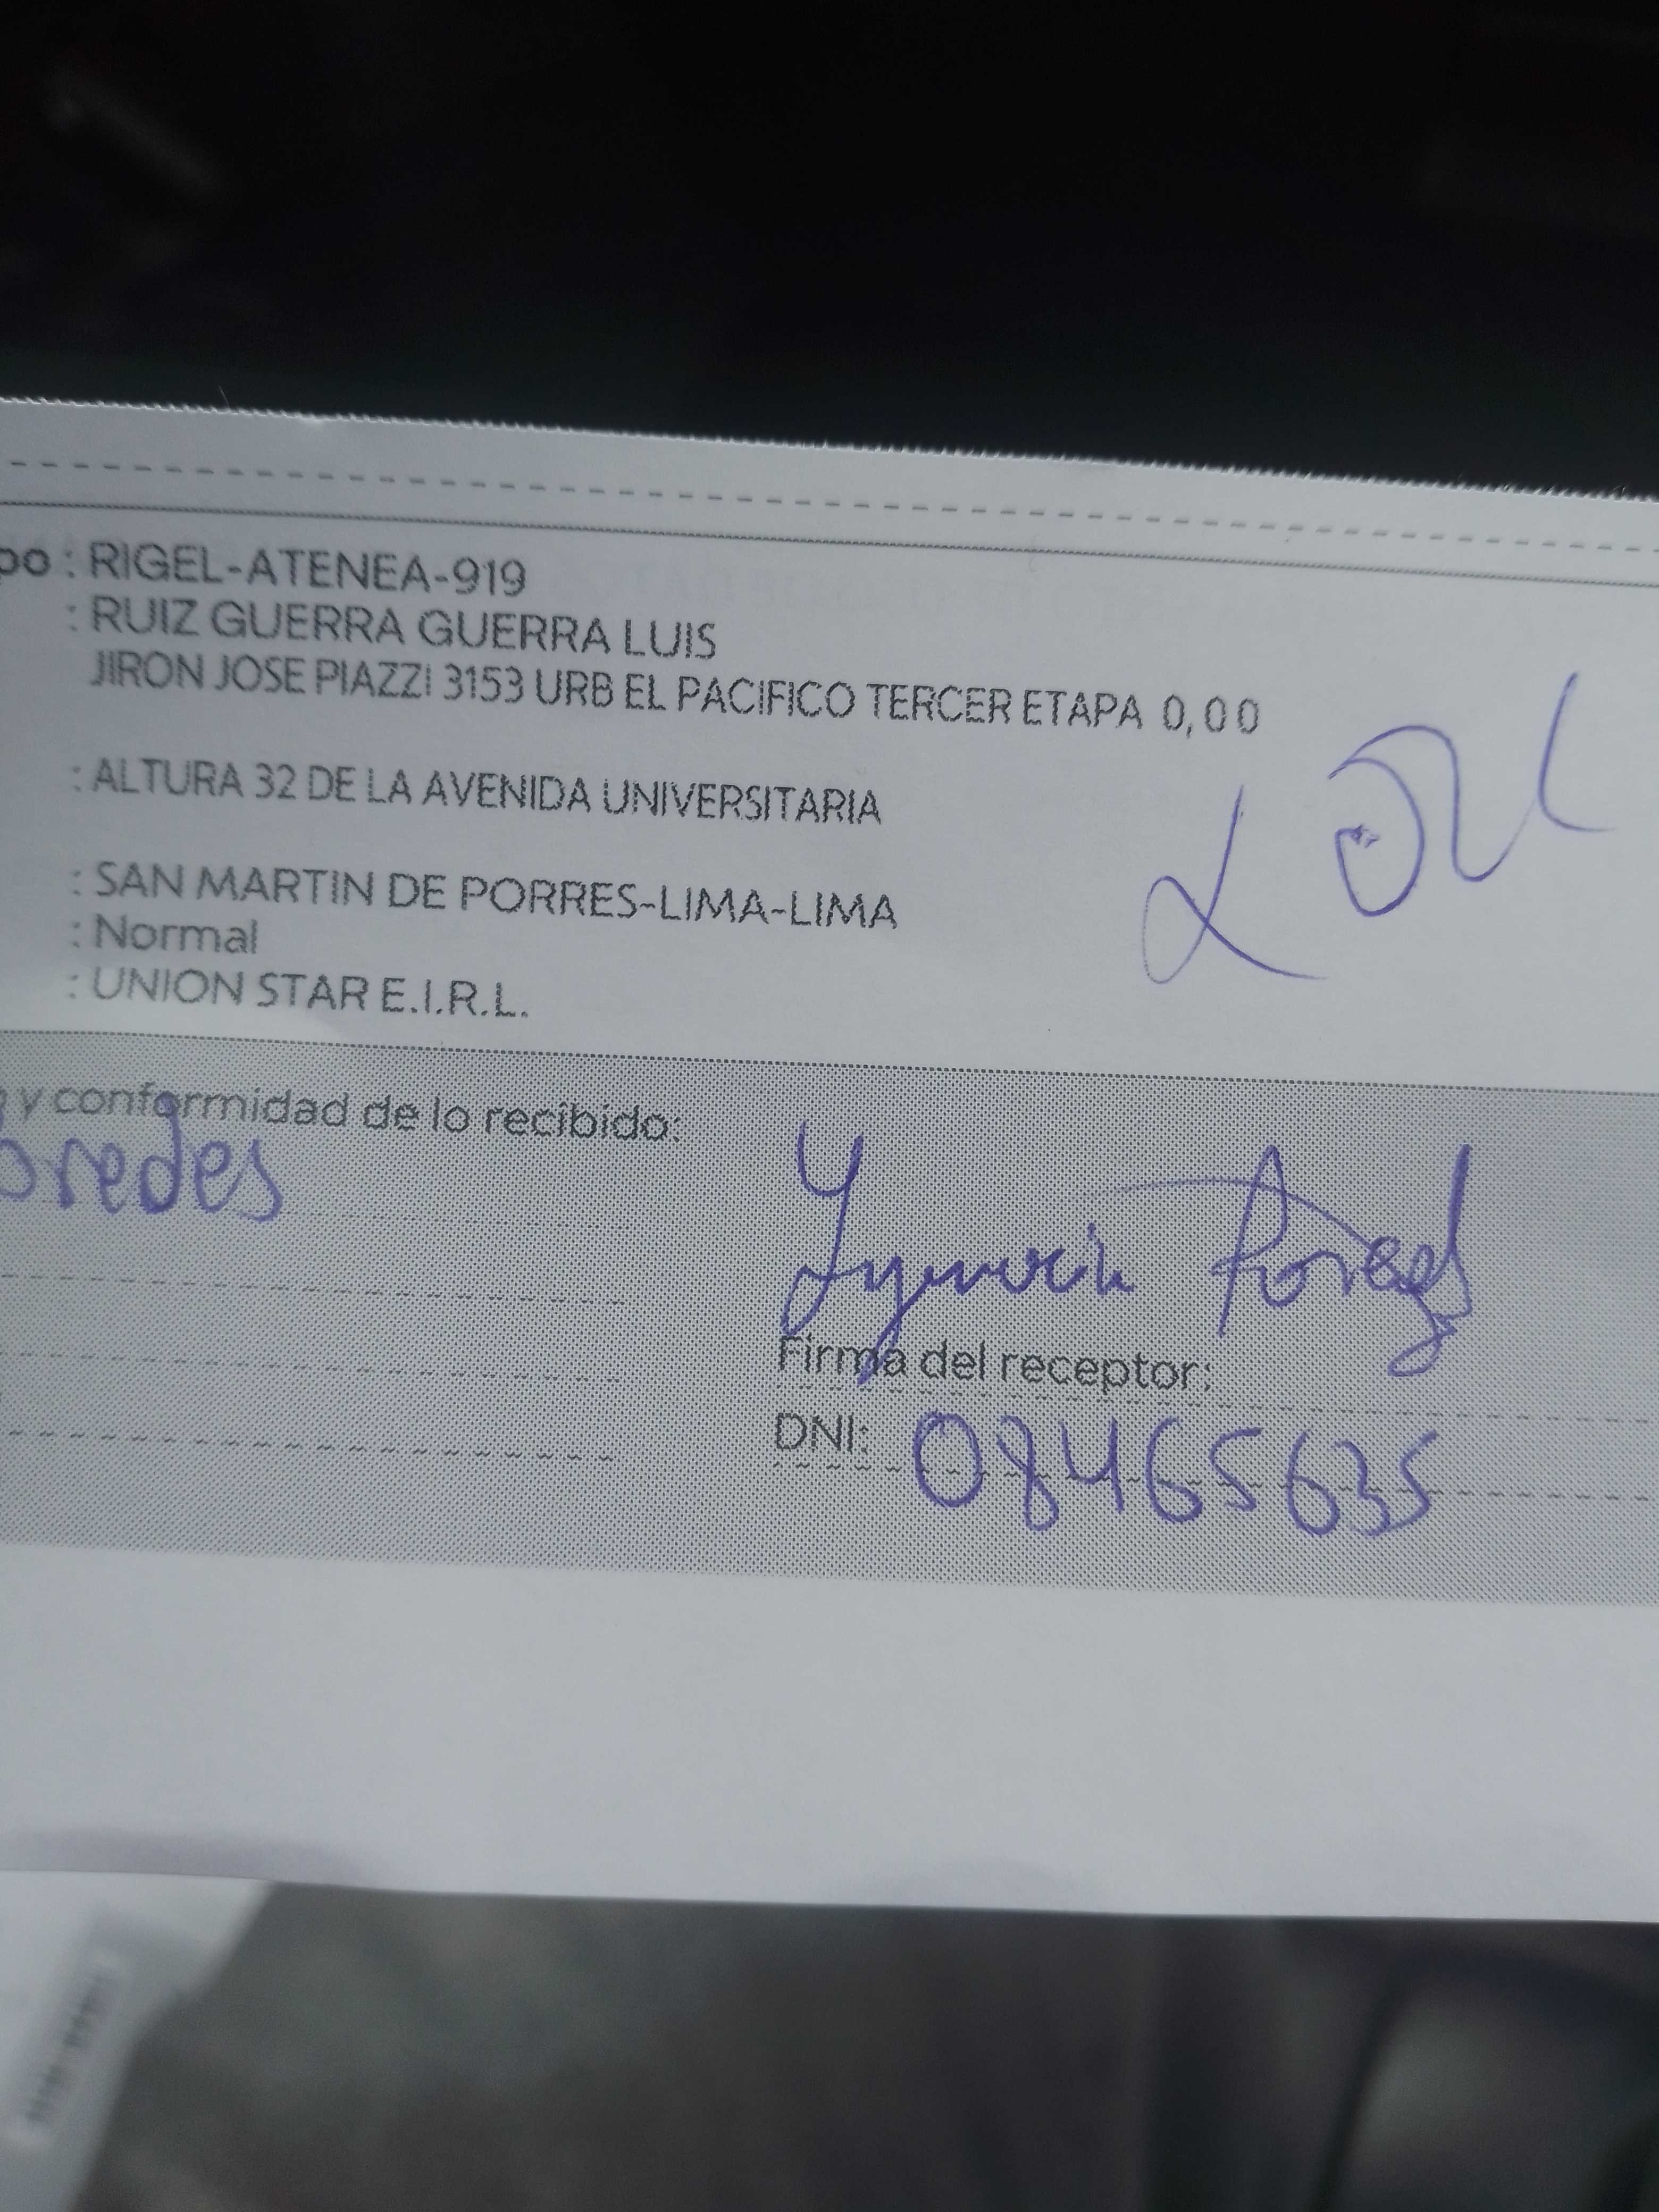 po : RIGEL-ATENEA-919
: RUIZ GUERRA GUERRA LUIS
JIRON JOSE PIAZZI 3153 URB EL PACIFICO TERCER ETAPA 0,00
: ALTURA 32 DE LA AVENIDA UNIVERSITARIA
: SAN MARTIN DE PORRES-LIMA-LIMA
: Normal
: UNION STAR E.I.R.L.
y conformidad de lo recibido:
redes
Firma del receptor:
DNI: 08465635